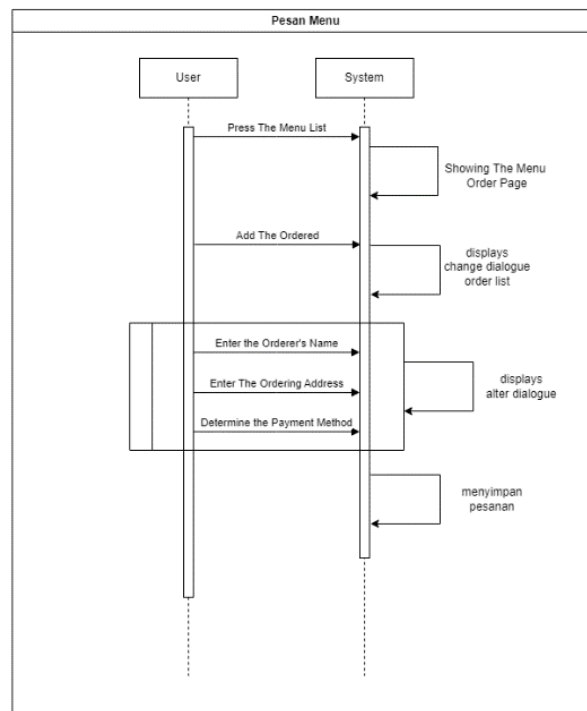 Pesan Menu
User
System
Press The Menu List
Showing The Menu
Order Page
Add The Ordered
displays
change dialogue
order list
Enter the Orderer's Name
Enter The Ordering Address
displays
alter dialogue
Determine the Payment Method
menyimpan
pesanan